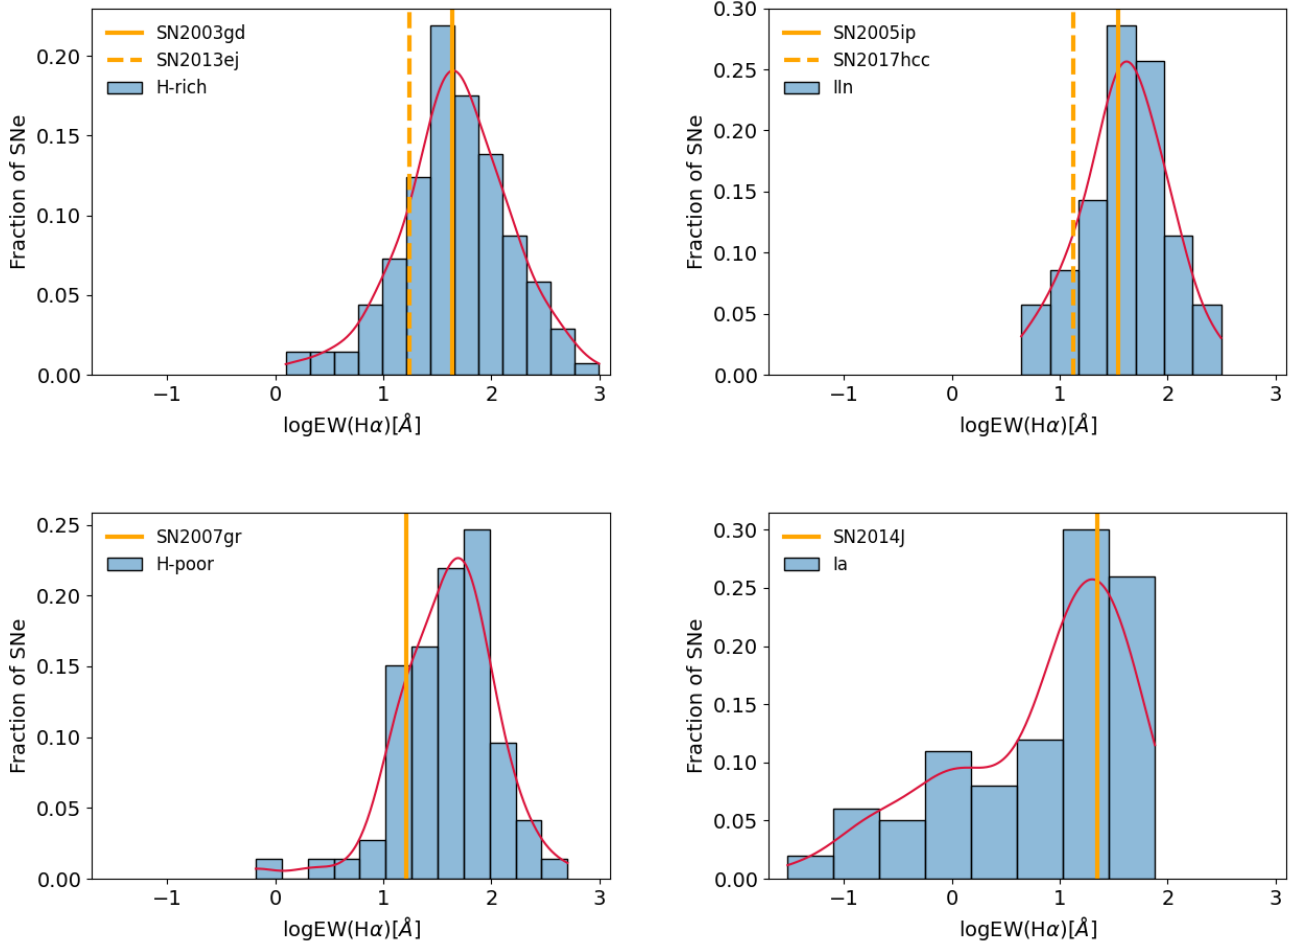 SN2003gd
SN2013ej
H-rich
Fraction of SNe
0.20
0.15
0.10
0.05
0.00
−1 0 1 2 3
logEW(Hα)[Å]
SN2005ip
SN2017hcc
IIn
Fraction of SNe
0.30
0.25
0.20
0.15
0.10
0.05
0.00
−1 0 1 2 3
logEW(Hα)[Å]
SN2007gr
H-poor
Fraction of SNe
0.25
0.20
0.15
0.10
0.05
0.00
−1 0 1 2 3
logEW(Hα)[Å]
SN2014J
Ia
Fraction of SNe
0.30
0.25
0.20
0.15
0.10
0.05
0.00
−1 0 1 2 3
logEW(Hα)[Å]